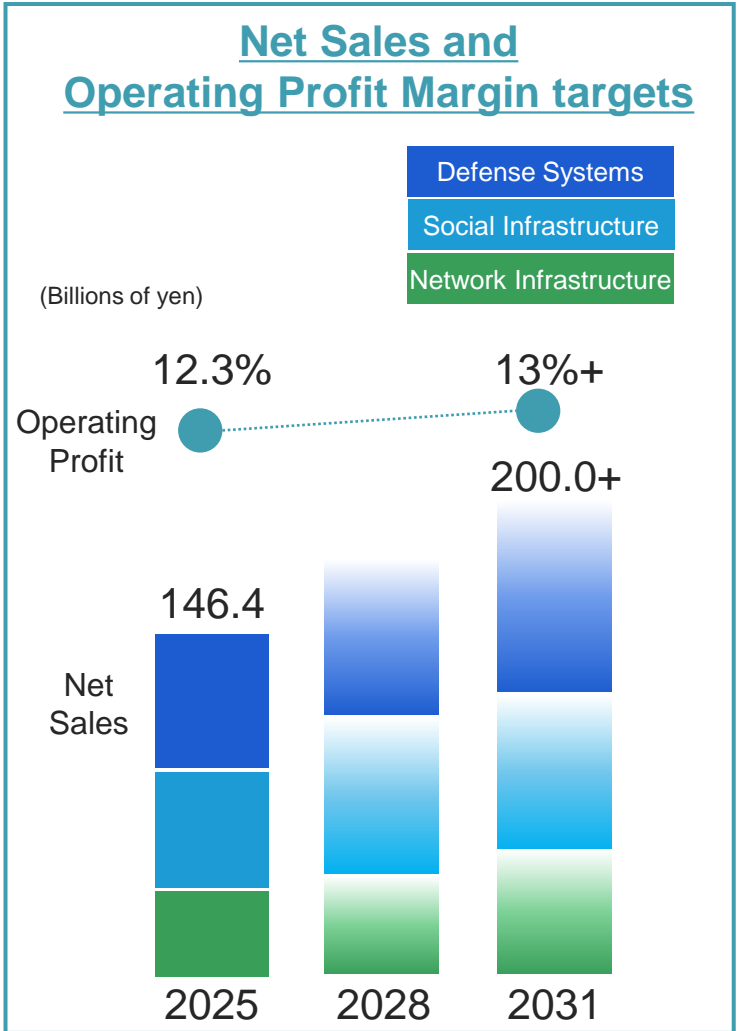 Net Sales and
Operating Profit Margin targets
Defense Systems
Social Infrastructure
Network Infrastructure
(Billions of yen)
12.3%
13%+
Operating
Profit
200.0+
146.4
Net
Sales
2025
2028
2031